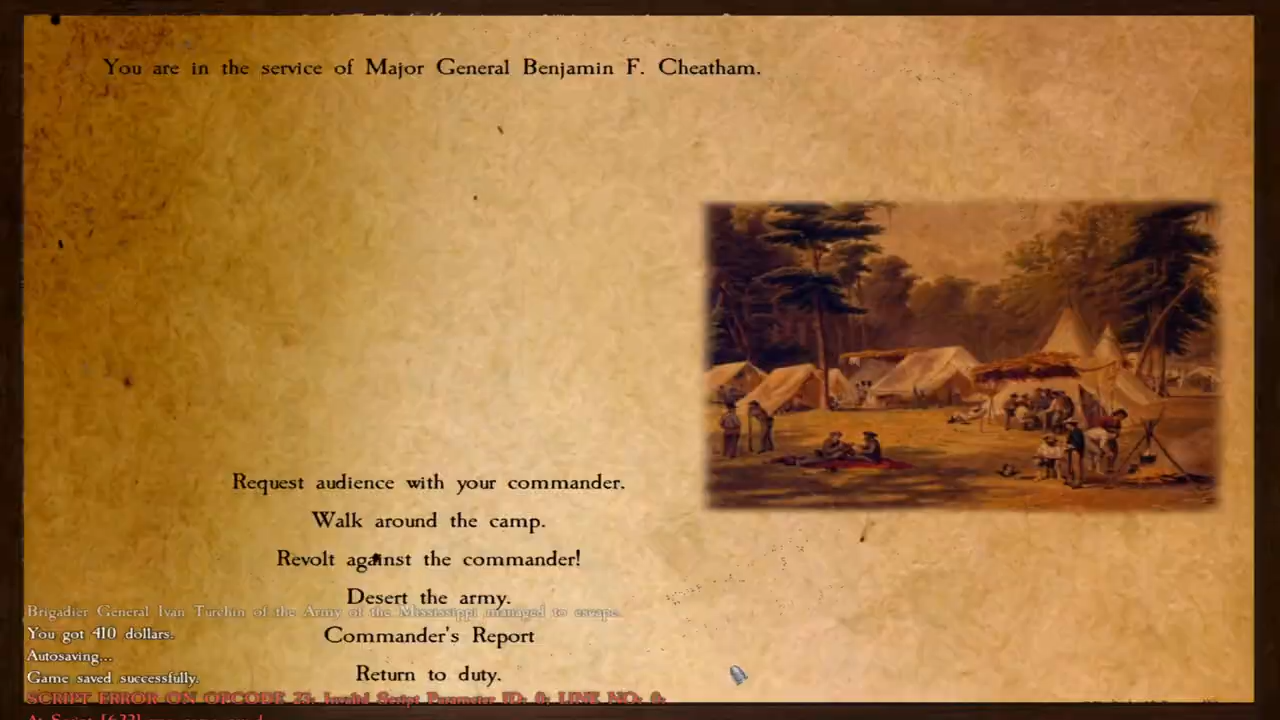 You are in the service of Major General Benjamin F. Cheatham.
Request audience with your commander.
Walk around the camp.
Revolt against the commander!
Desert the army.
Brigadier General Ivan Turchin of the Army of the Mississippi managed to escape.
You got 410 dollars.
Commander's Report
Autosaving...
Return to duty.
Game saved successfully.
SCRIPT ERROR ON OPCODE 23: Invalid Script Parameter ID: 0; LINE NO: 0:
At Script